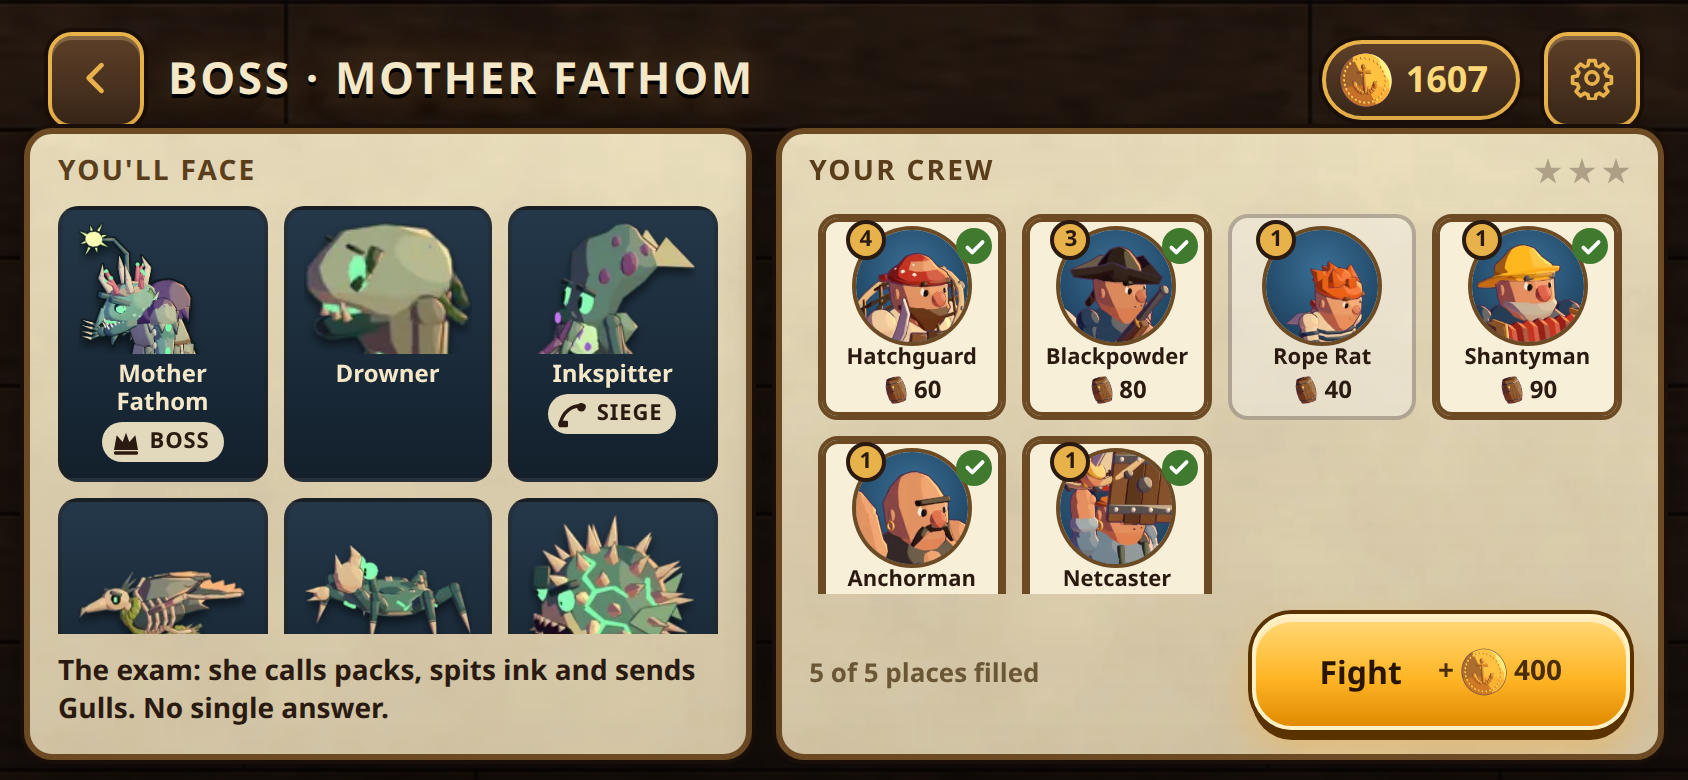 BOSS · MOTHER FATHOM
1607
YOU'LL FACE
Mother
Fathom
BOSS
Drowner
Inkspitter
SIEGE
The exam: she calls packs, spits ink and sends
Gulls. No single answer.
YOUR CREW
4
Hatchguard
60
3
Blackpowder
80
1
Rope Rat
40
1
Shantyman
90
1
Anchorman
1
Netcaster
5 of 5 places filled
Fight + 400